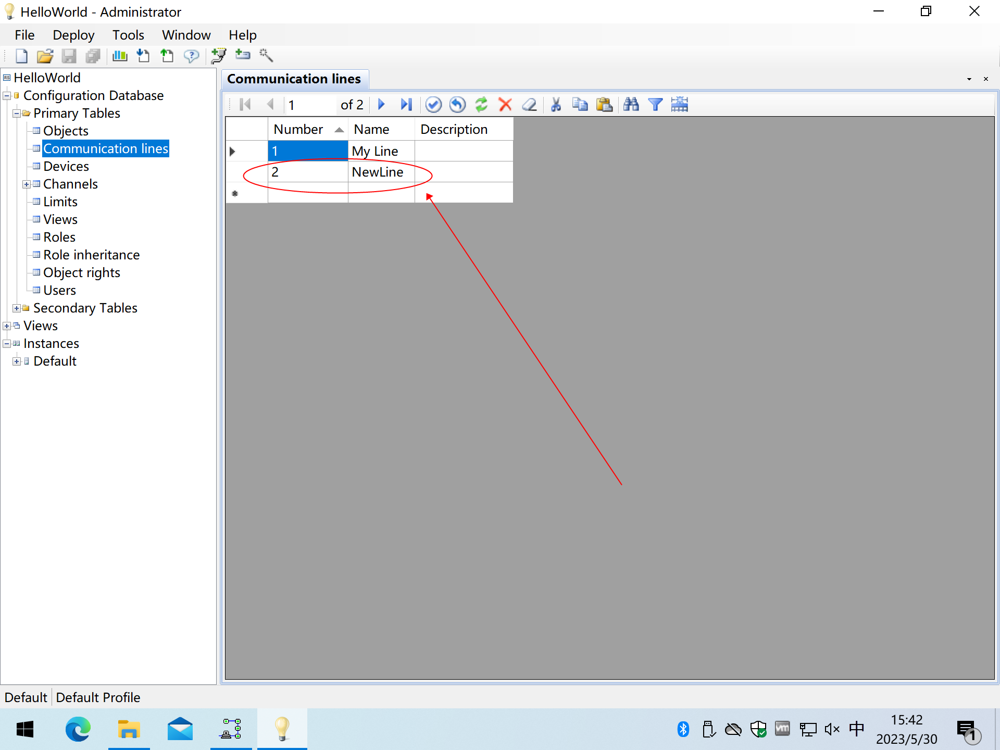 HelloWorld - Administrator
File Deploy Tools Window Help
HelloWorld
Configuration Database
Primary Tables
Objects
Communication lines
Devices
Channels
Limits
Views
Roles
Role inheritance
Object rights
Users
Secondary Tables
Views
Instances
Default
Communication lines
1 of 2
Number Name Description
1 My Line
2 NewLine
Default Default Profile
中
15:42
2023/5/30
1